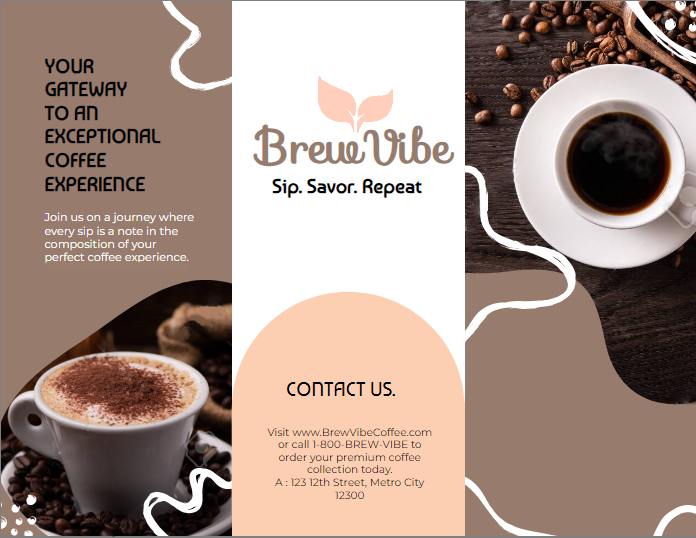 YOUR
GATEWAY
TO AN
EXCEPTIONAL
COFFEE
EXPERIENCE
Join us on a journey where
every sip is a note in the
composition of your
perfect coffee experience.
Brew Vibe
Sip. Savor. Repeat
CONTACT US.
Visit www.BrewVibeCoffee.com
or call 1-800-BREW-VIBE to
order your premium coffee
collection today.
A : 123 12th Street, Metro City
12300